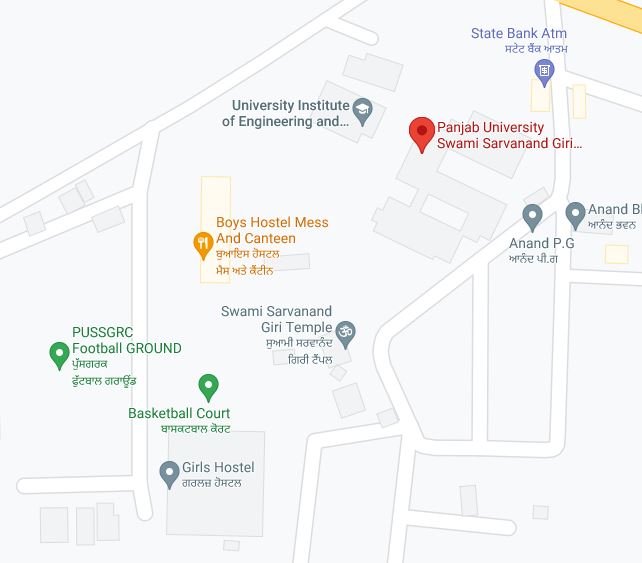 State Bank Atm
ਸਟੇਟ ਬੈਂਕ ਆਤਮ
University Institute
of Engineering and...
Panjab University
Swami Sarvanand Giri...
Anand P.G
ਆਨੰਦ ਪੀ.ਗ
Anand
ਆਨੰਦ ਭਵਨ
Boys Hostel Mess
And Canteen
ਬੁਆਇਸ ਹੋਸਟਲ
ਮੈਸ ਅਤੇ ਕੈਂਟੀਨ
Swami Sarvanand
Giri Temple
ਸੁਆਮੀ ਸਰਵਾਨੰਦ
ਗਿਰੀ ਟੈਂਪਲ
PUSSGRC
Football GROUND
ਪੁੱਸਗਰਕ
ਫੁੱਟਬਾਲ ਗਰਾਊਂਡ
Basketball Court
ਬਾਸਕਟਬਾਲ ਕੋਰਟ
Girls Hostel
ਗਰਲਜ਼ ਹੋਸਟਲ